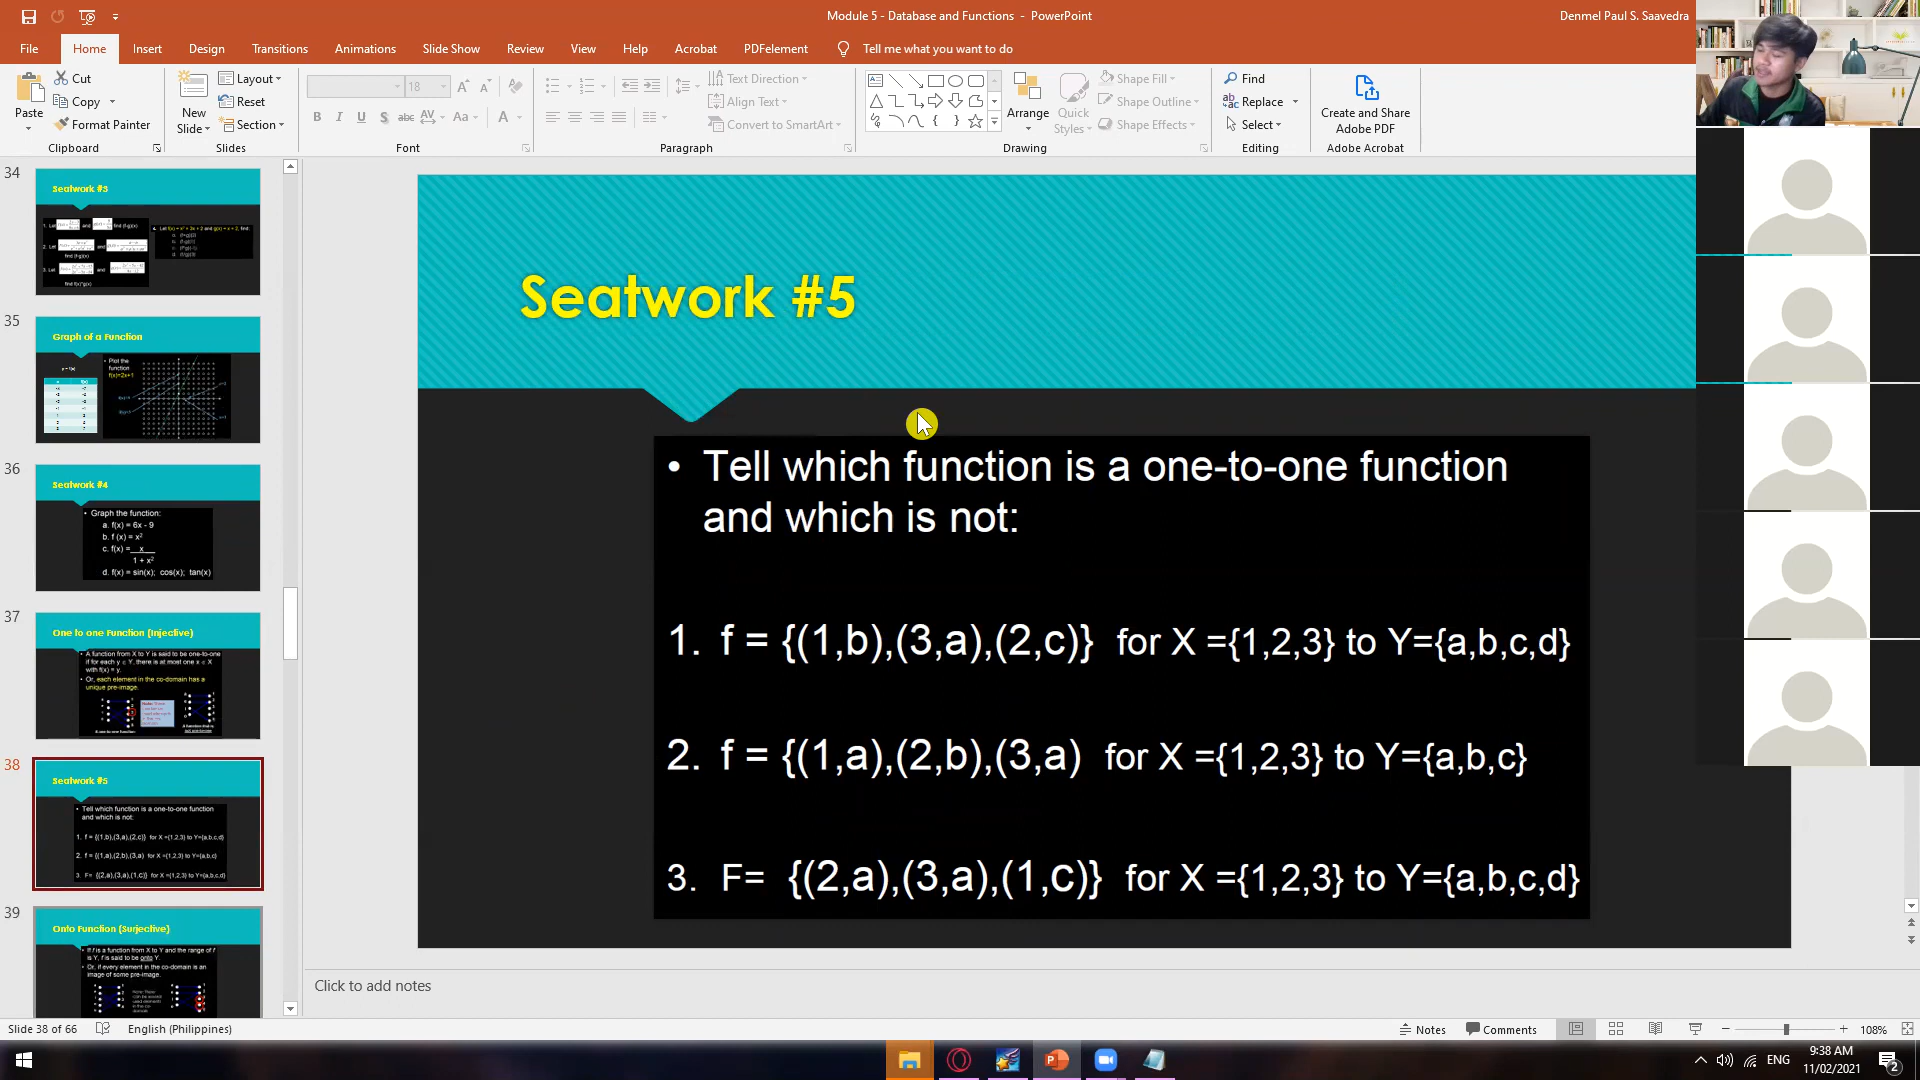 Module 5 - Database and Functions - PowerPoint
Denmel Paul S. Saavedra
File Home Insert Design Transitions Animations Slide Show Review View Help Acrobat PDFelement Tell me what you want to do
Cut
Copy
Format Painter
Paste
Clipboard
New
Slide
Layout
Reset
Section
Slides
18
Font
Text Direction
Align Text
Convert to SmartArt
Paragraph
Arrange
Quick
Styles
Shape Fill
Shape Outline
Shape Effects
Drawing
Find
Replace
Select
Editing
Create and Share
Adobe PDF
Adobe Acrobat
34
Seatwork #3
35
Graph of a Function
• Plot the
function
f(x)=2x+1
36
Seatwork #4
• Graph the function:
a. f(x) = 6x - 9
b. f (x) = x²
c. f(x) = x
1 + x²
d. f(x) = sin(x); cos(x); tan(x)
37
One to one Function (Injective)
• A function from X to Y is said to be one-to-one
if for each y ∈ Y, there is at most one x ∈ X
with f(x) = y.
• Or, each element in the co-domain has a
unique pre-image.
38
Seatwork #5
• Tell which function is a one-to-one function
and which is not:
1. f = {(1,b),(3,a),(2,c)} for X ={1,2,3} to Y={a,b,c,d}
2. f = {(1,a),(2,b),(3,a) for X ={1,2,3} to Y={a,b,c}
3. F= {(2,a),(3,a),(1,c)} for X ={1,2,3} to Y={a,b,c,d}
39
Onto Function (Surjective)
• If f is a function from X to Y and the range of f
is Y, f is said to be onto Y.
• Or, if every element in the co-domain is an
image of some pre-image.
Seatwork #5
• Tell which function is a one-to-one function
and which is not:
1. f = {(1,b),(3,a),(2,c)} for X ={1,2,3} to Y={a,b,c,d}
2. f = {(1,a),(2,b),(3,a) for X ={1,2,3} to Y={a,b,c}
3. F= {(2,a),(3,a),(1,c)} for X ={1,2,3} to Y={a,b,c,d}
Click to add notes
Slide 38 of 66 English (Philippines) Notes Comments 108%
ENG
9:38 AM
11/02/2021
2